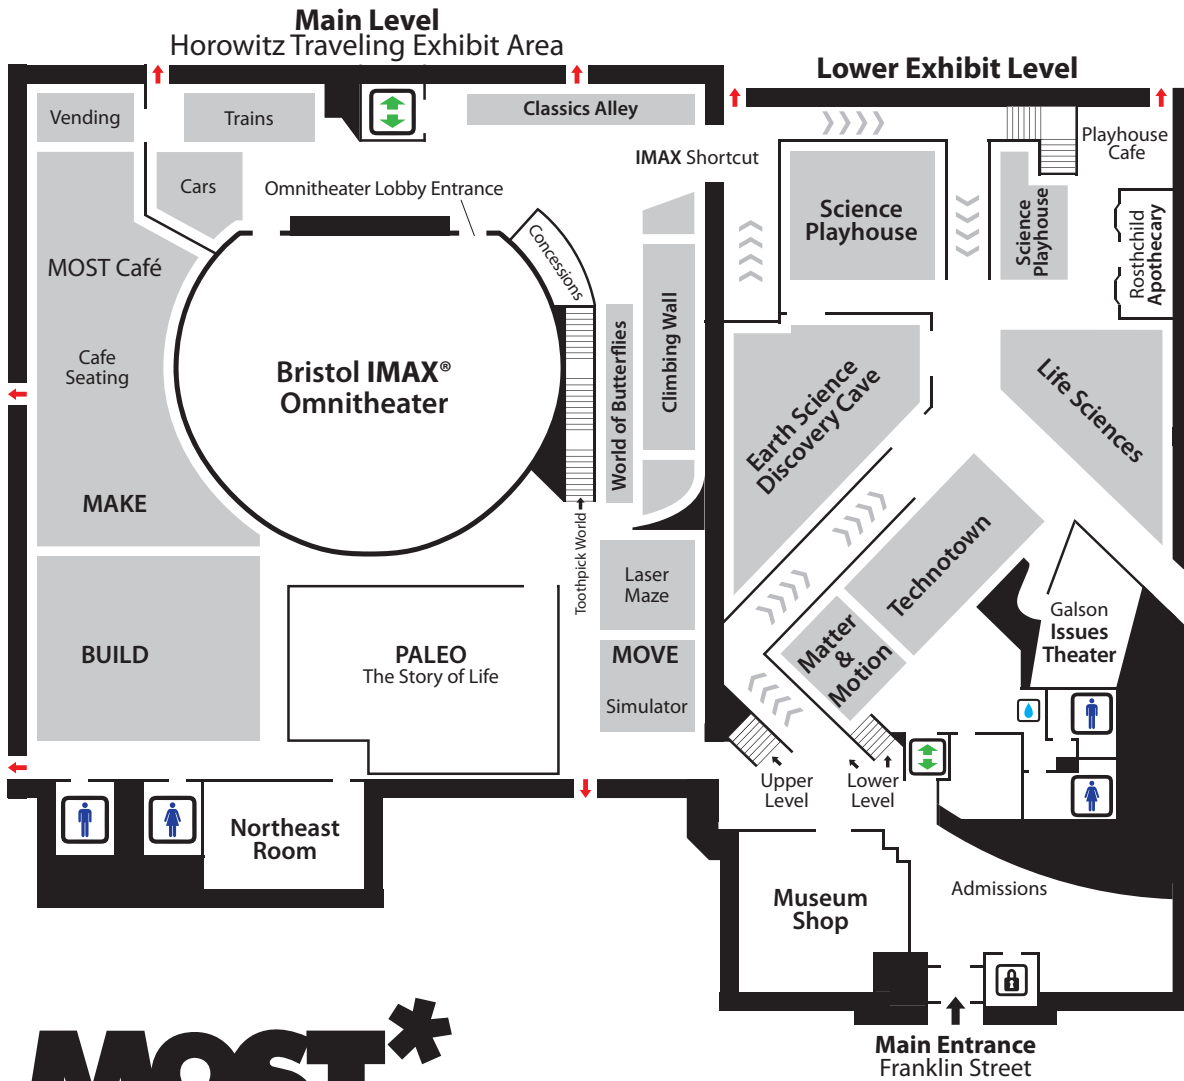 Main Level
Horowitz Traveling Exhibit Area
Lower Exhibit Level
Vending
Trains
Classics Alley
Playhouse
Cafe
IMAX Shortcut
Cars
Omnitheater Lobby Entrance
Science
Playhouse
Science
Playhouse
Rosthchild
Apothecary
Concessions
MOST Café
Cafe
Seating
Bristol IMAX®
Omnitheater
World of Butterflies
Climbing Wall
Earth Science
Discovery Cave
Life Sciences
MAKE
Toothpick World
Technotown
Laser
Maze
Galson
Issues
Theater
BUILD
PALEO
The Story of Life
MOVE
Simulator
Matter
&
Motion
Upper
Level
Lower
Level
Northeast
Room
Museum
Shop
Admissions
Main Entrance
Franklin Street
MOST*